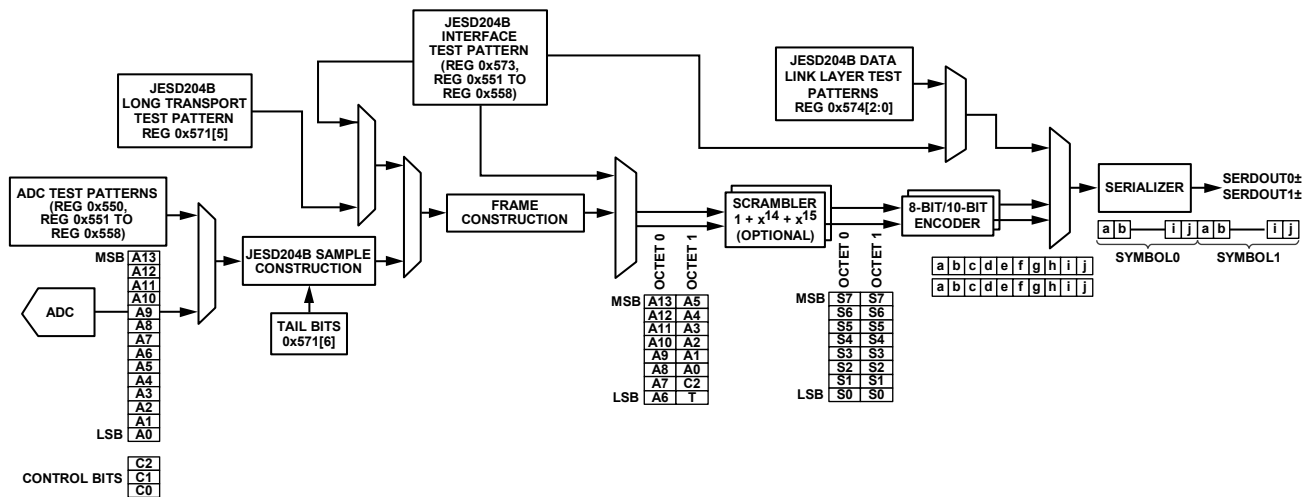 JESD204B
INTERFACE
TEST PATTERN
(REG 0x573,
REG 0x551 TO
REG 0x558)
JESD204B
LONG TRANSPORT
TEST PATTERN
REG 0x571[5]
JESD204B DATA
LINK LAYER TEST
PATTERNS
REG 0x574[2:0]
ADC TEST PATTERNS
(REG 0x550,
REG 0x551 TO
REG 0x558)
MSB A13
A12
A11
A10
A9
A8
A7
A6
A5
A4
A3
A2
A1
LSB A0
CONTROL BITS
C2
C1
C0
ADC
JESD204B SAMPLE
CONSTRUCTION
TAIL BITS
0x571[6]
FRAME
CONSTRUCTION
OCTET 0
OCTET 1
MSB A13 A5
A12 A4
A11 A3
A10 A2
A9 A1
A8 A0
A7 C2
LSB A6 T
SCRAMBLER
1 + x14 + x15
(OPTIONAL)
OCTET 0
OCTET 1
MSB S7 S7
S6 S6
S5 S5
S4 S4
S3 S3
S2 S2
S1 S1
LSB S0 S0
8-BIT/10-BIT
ENCODER
a b c d e f g h i j
a b c d e f g h i j
SERIALIZER
SERDOUT0±
SERDOUT1±
a b i j a b i j
SYMBOL0 SYMBOL1